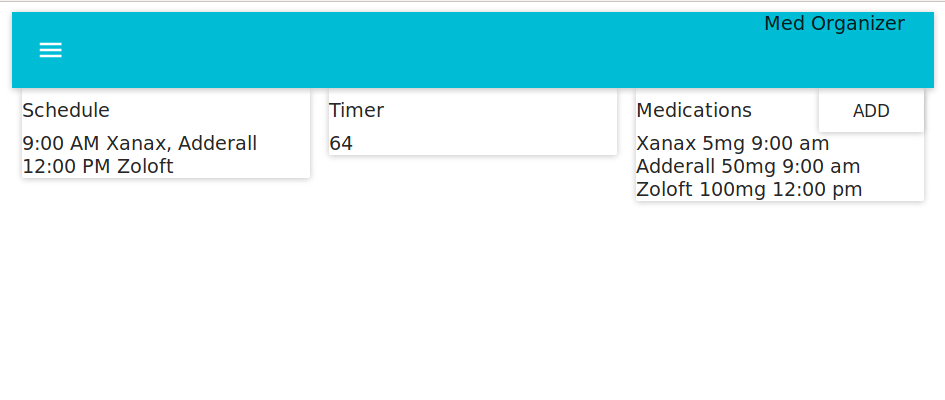 Med Organizer
Schedule
9:00 AM Xanax, Adderall
12:00 PM Zoloft
Timer
64
Medications
ADD
Xanax 5mg 9:00 am
Adderall 50mg 9:00 am
Zoloft 100mg 12:00 pm